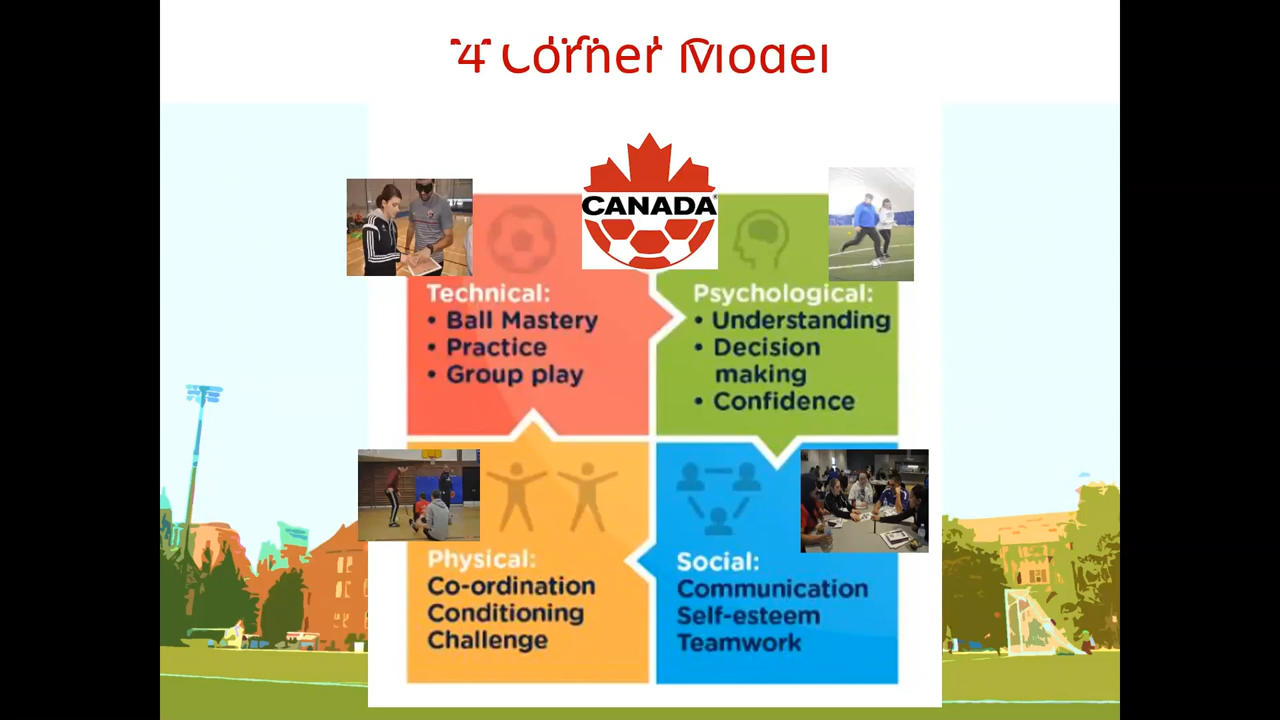 4 Corner Model
CANADA
Technical:
• Ball Mastery
• Practice
• Group play
Psychological:
• Understanding
• Decision
making
• Confidence
Physical:
Co-ordination
Conditioning
Challenge
Social:
Communication
Self-esteem
Teamwork